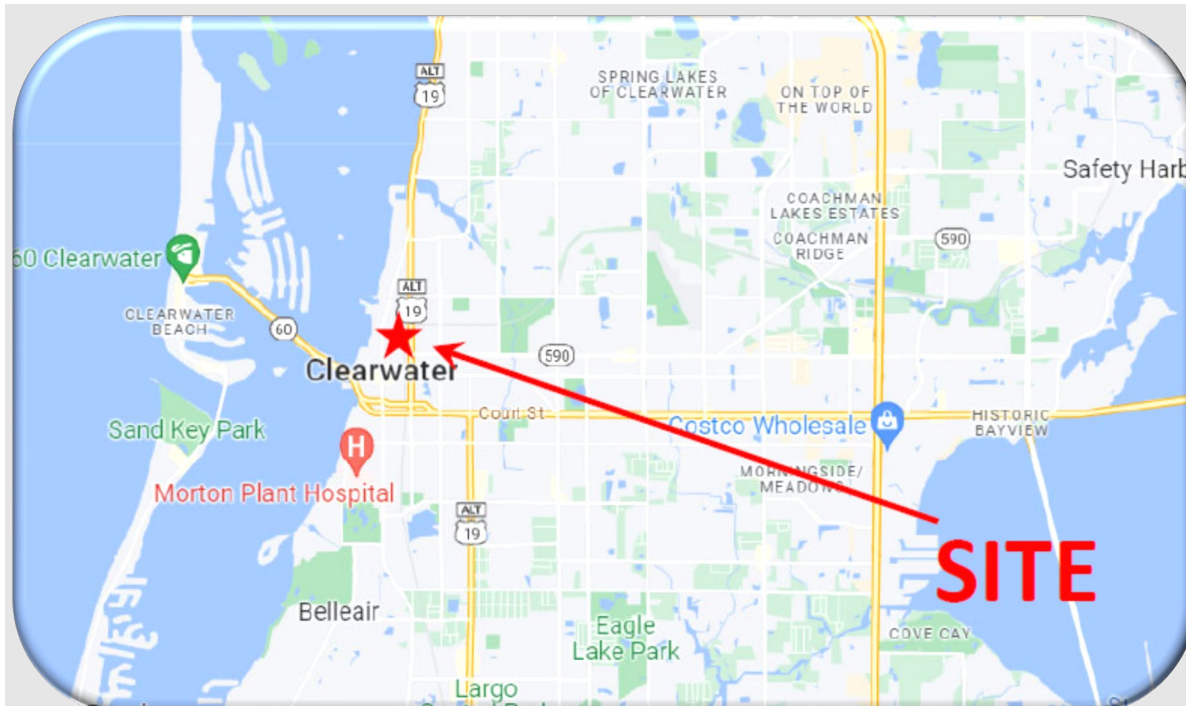 ALT
19
SPRING LAKES
OF CLEARWATER
ON TOP OF
THE WORLD
Safety Harb
COACHMAN
LAKES ESTATES
COACHMAN
RIDGE
590
60 Clearwater
ALT
19
CLEARWATER
BEACH
60
Clearwater
590
Court St
Costco Wholesale
HISTORIC
BAYVIEW
Sand Key Park
H
Morton Plant Hospital
MORNINGSIDE/
MEADOWS
ALT
19
SITE
Belleair
Eagle
Lake Park
COVE CAY
Largo